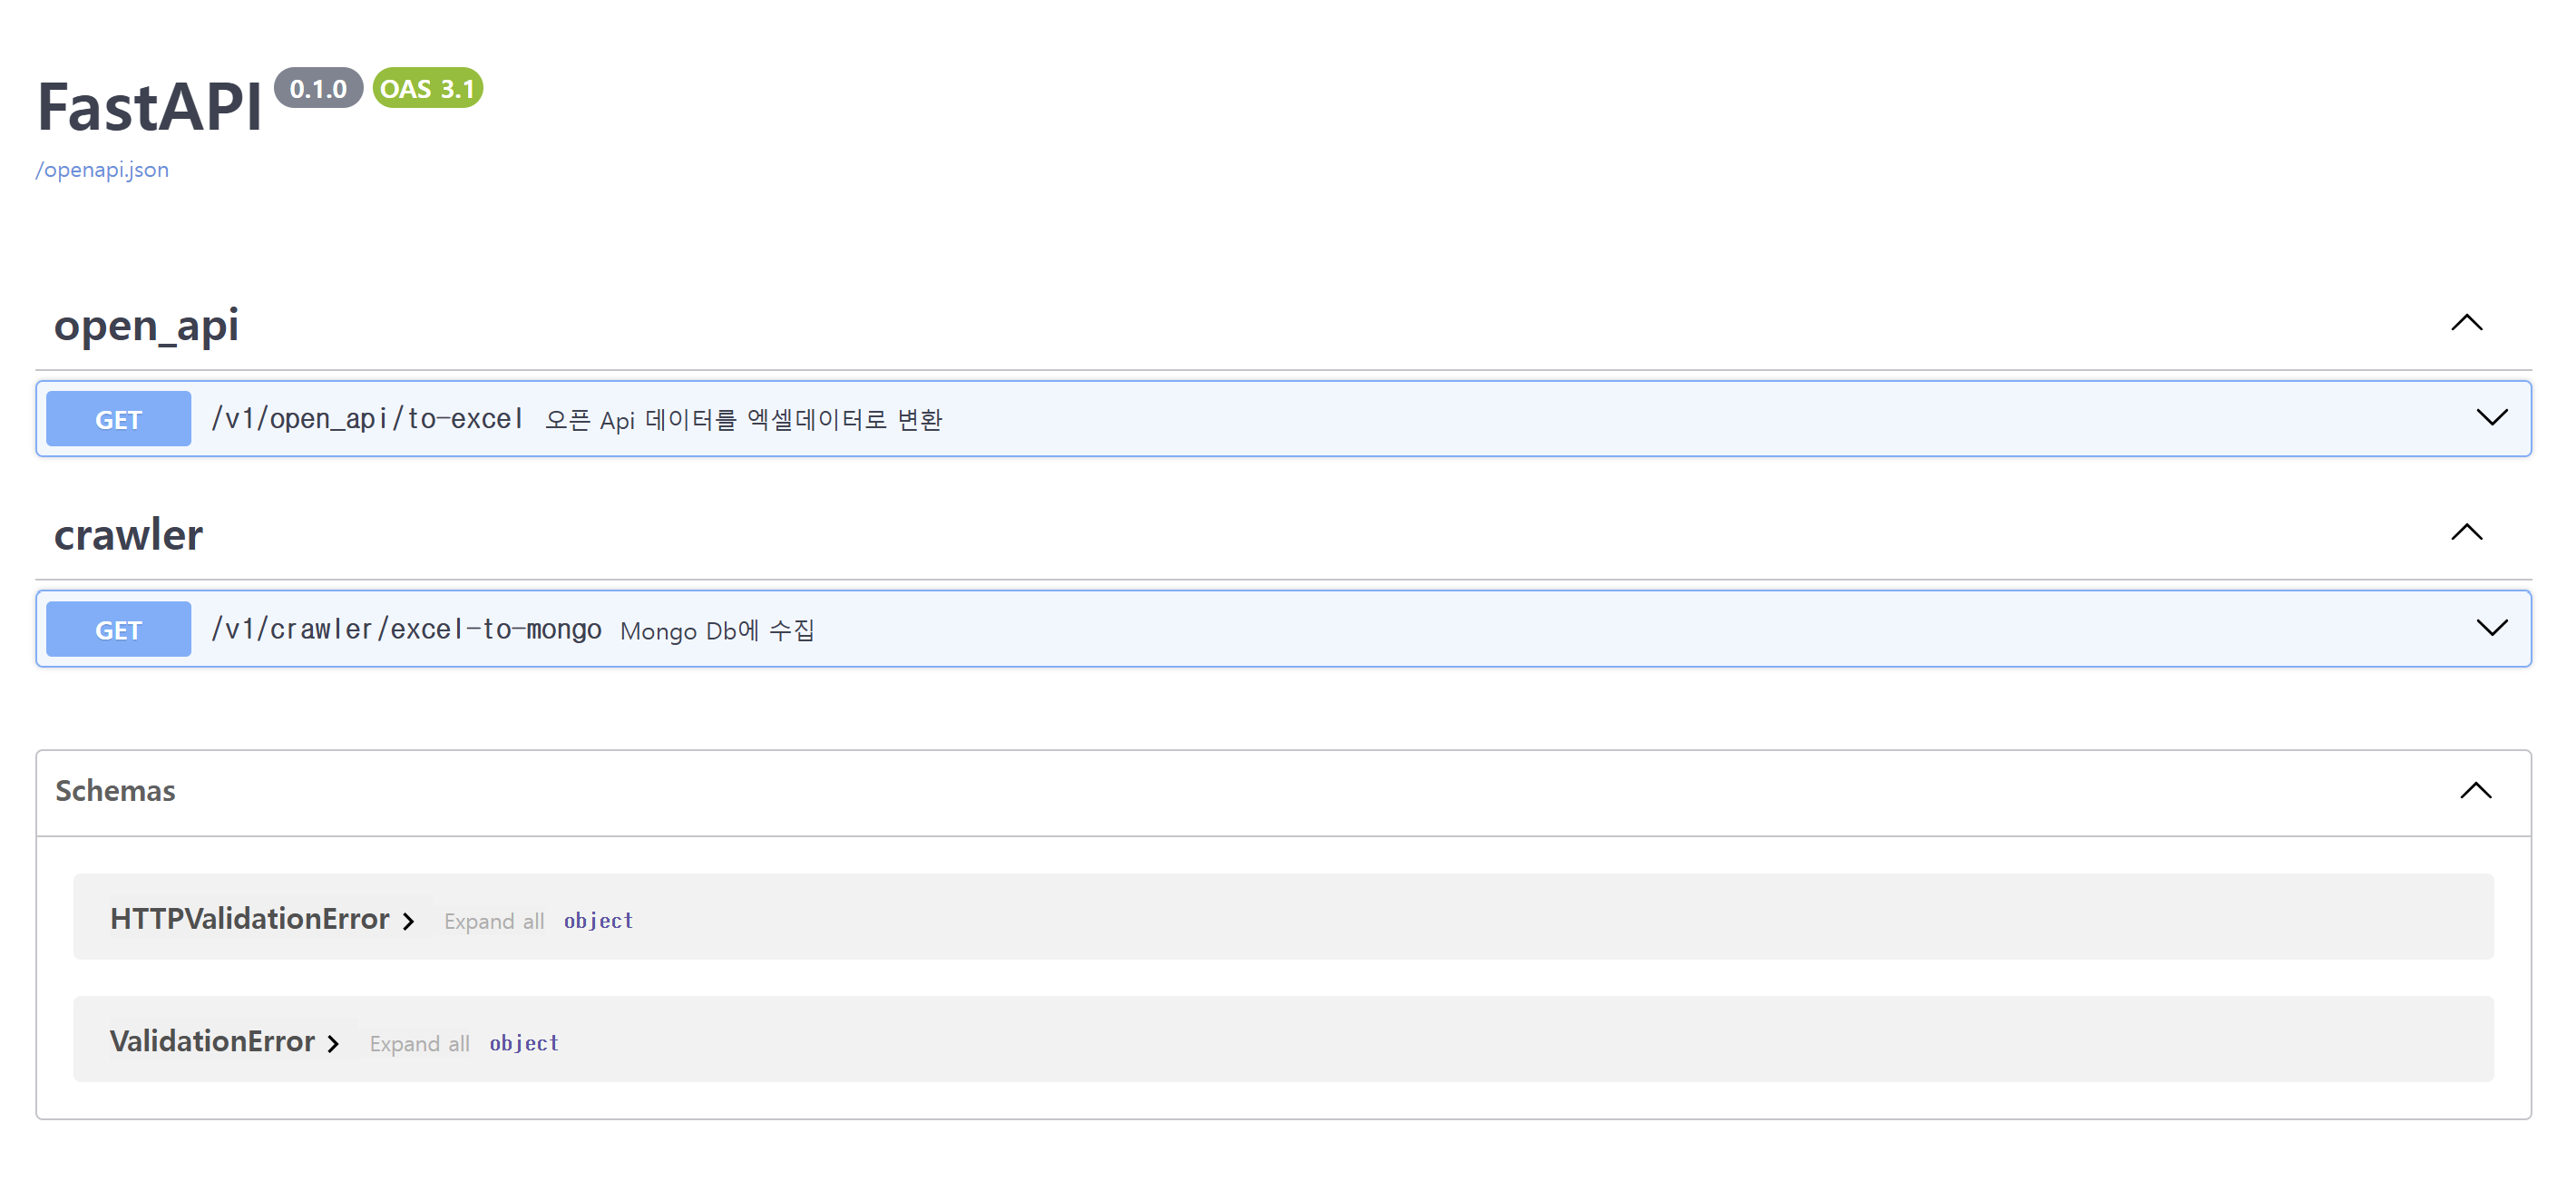 FastAPI 0.1.0 OAS 3.1
/openapi.json
open_api
GET /v1/open_api/to-excel 오픈 Api 데이터를 엑셀데이터로 변환
crawler
GET /v1/crawler/excel-to-mongo Mongo Db에 수집
Schemas
HTTPValidationError Expand all object
ValidationError Expand all object